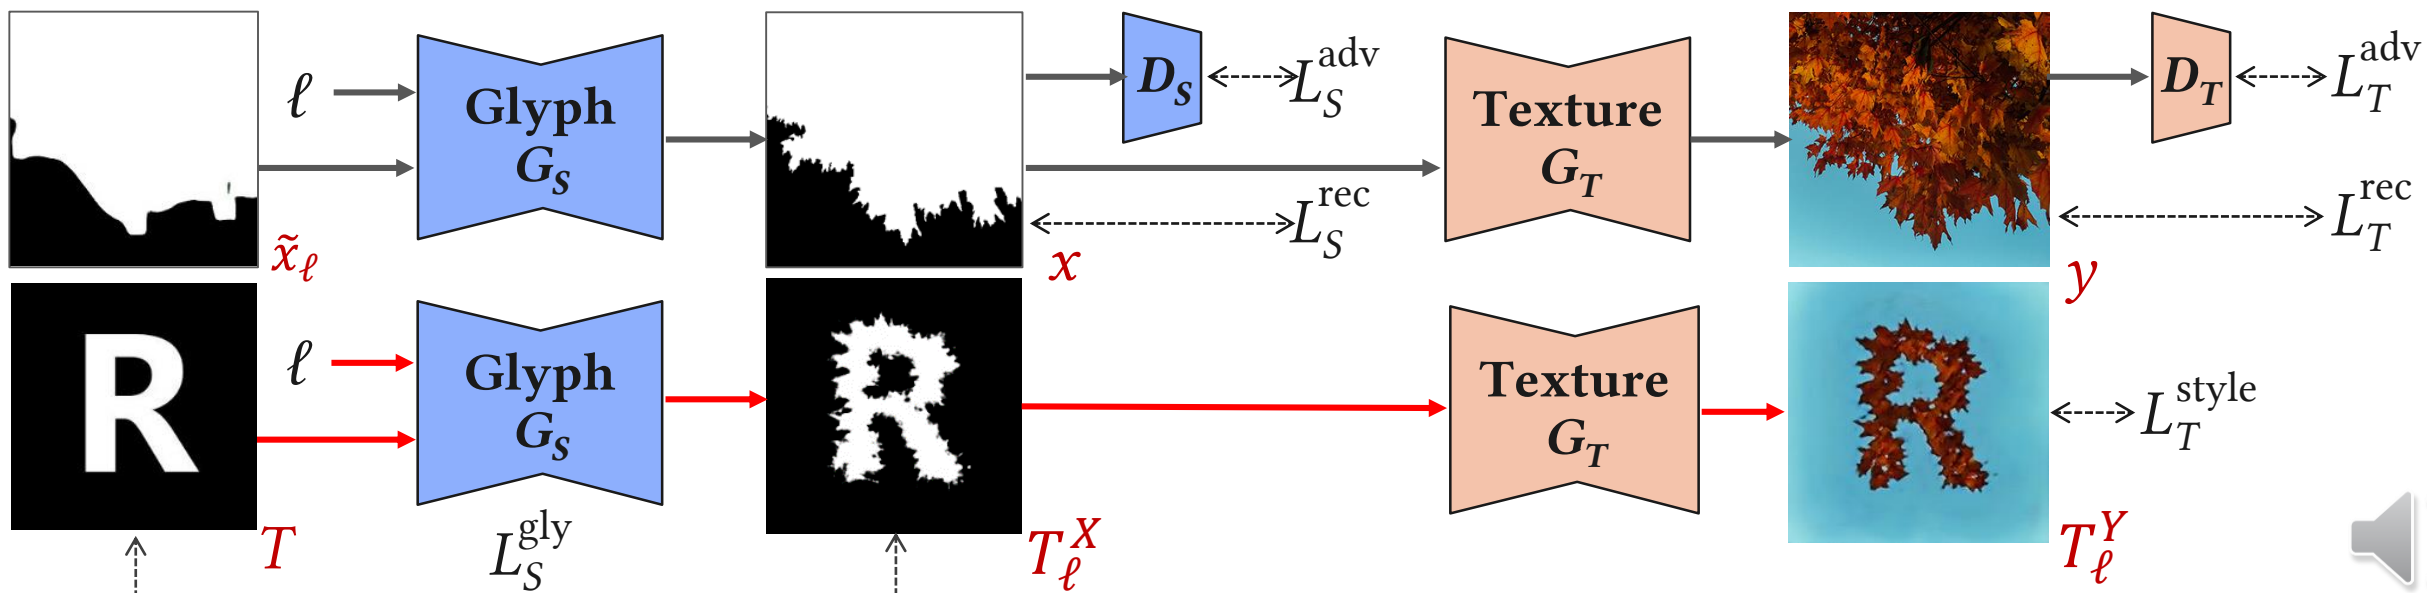 ℓ
Glyph
G_S
D_S
L_S^adv
L_S^rec
Texture
G_T
D_T
L_T^adv
L_T^rec
x̃_ℓ
x
y
R
ℓ
Glyph
G_S
R
Texture
G_T
R
L_T^style
T
L_S^gly
T_ℓ^X
T_ℓ^Y